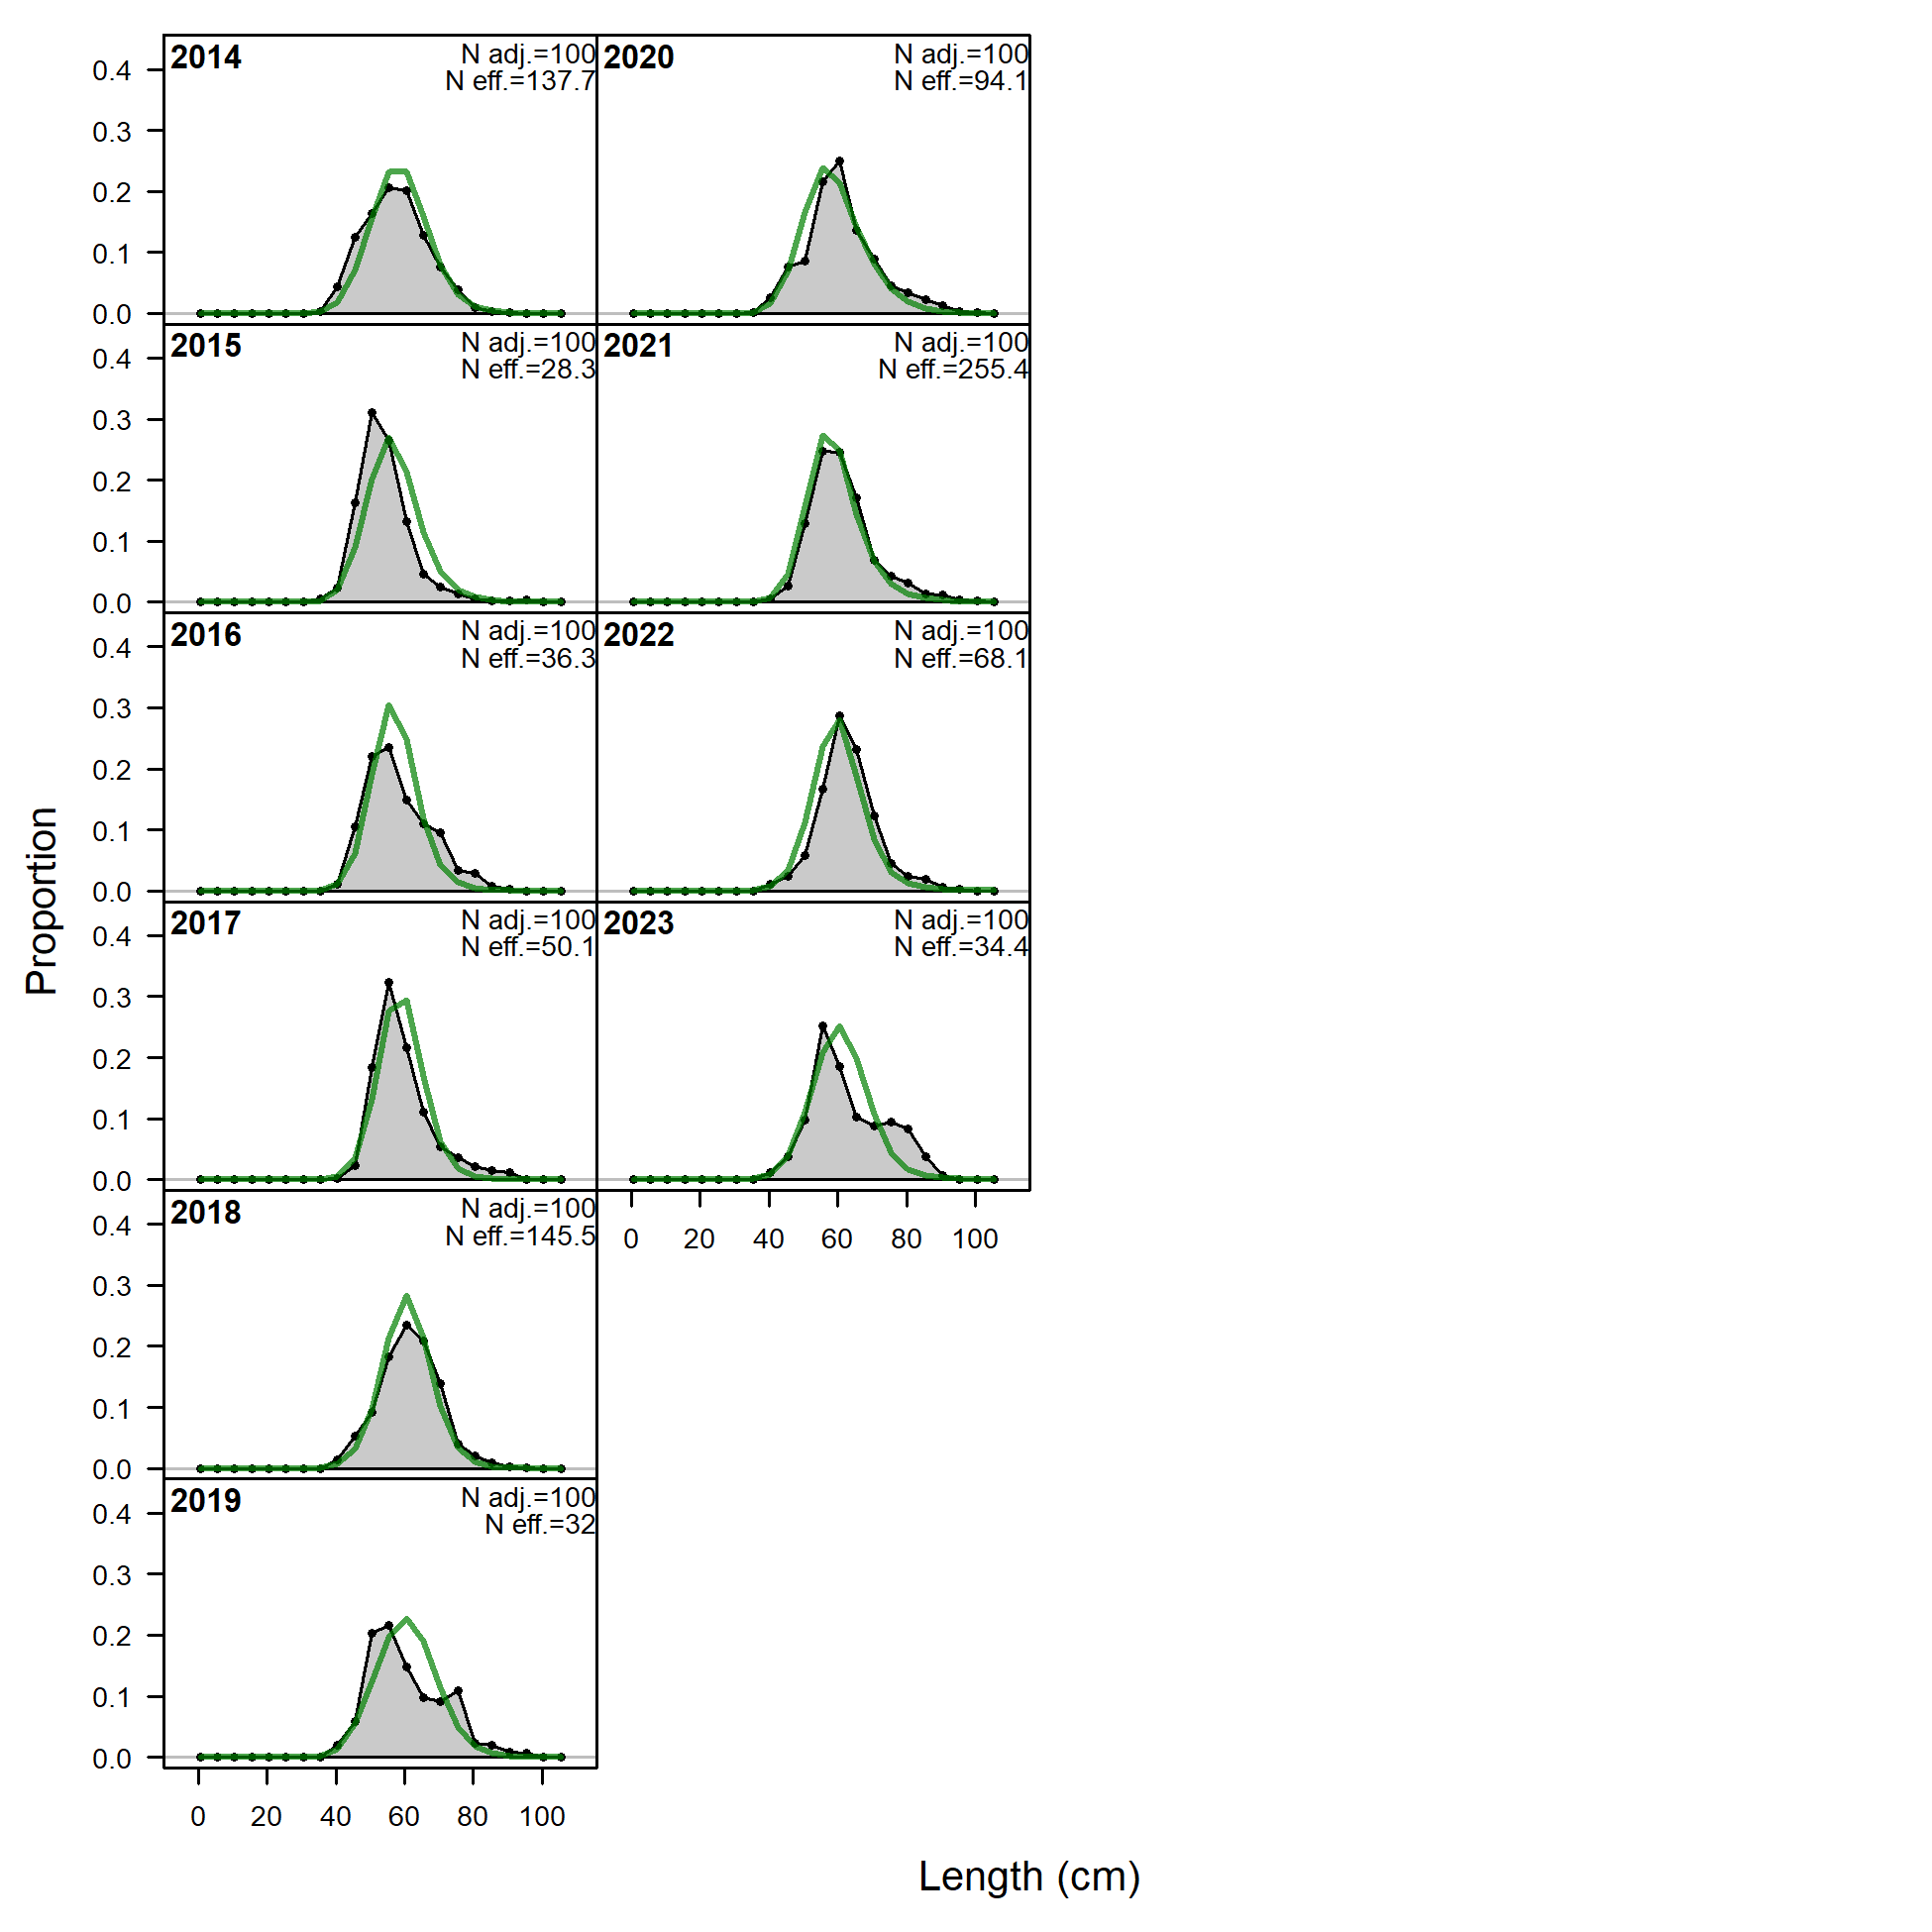 2014
N adj.=100
N eff.=137.7
0.4
0.3
0.2
0.1
0.0
2015
N adj.=100
N eff.=28.3
0.4
0.3
0.2
0.1
0.0
2016
N adj.=100
N eff.=36.3
0.4
0.3
0.2
0.1
0.0
2017
N adj.=100
N eff.=50.1
0.4
0.3
0.2
0.1
0.0
2018
N adj.=100
N eff.=145.5
0.4
0.3
0.2
0.1
0.0
2019
N adj.=100
N eff.=32
0.4
0.3
0.2
0.1
0.0
0 20 40 60 80 100
2020
N adj.=100
N eff.=94.1
2021
N adj.=100
N eff.=255.4
2022
N adj.=100
N eff.=68.1
2023
N adj.=100
N eff.=34.4
0 20 40 60 80 100
Proportion
Length (cm)